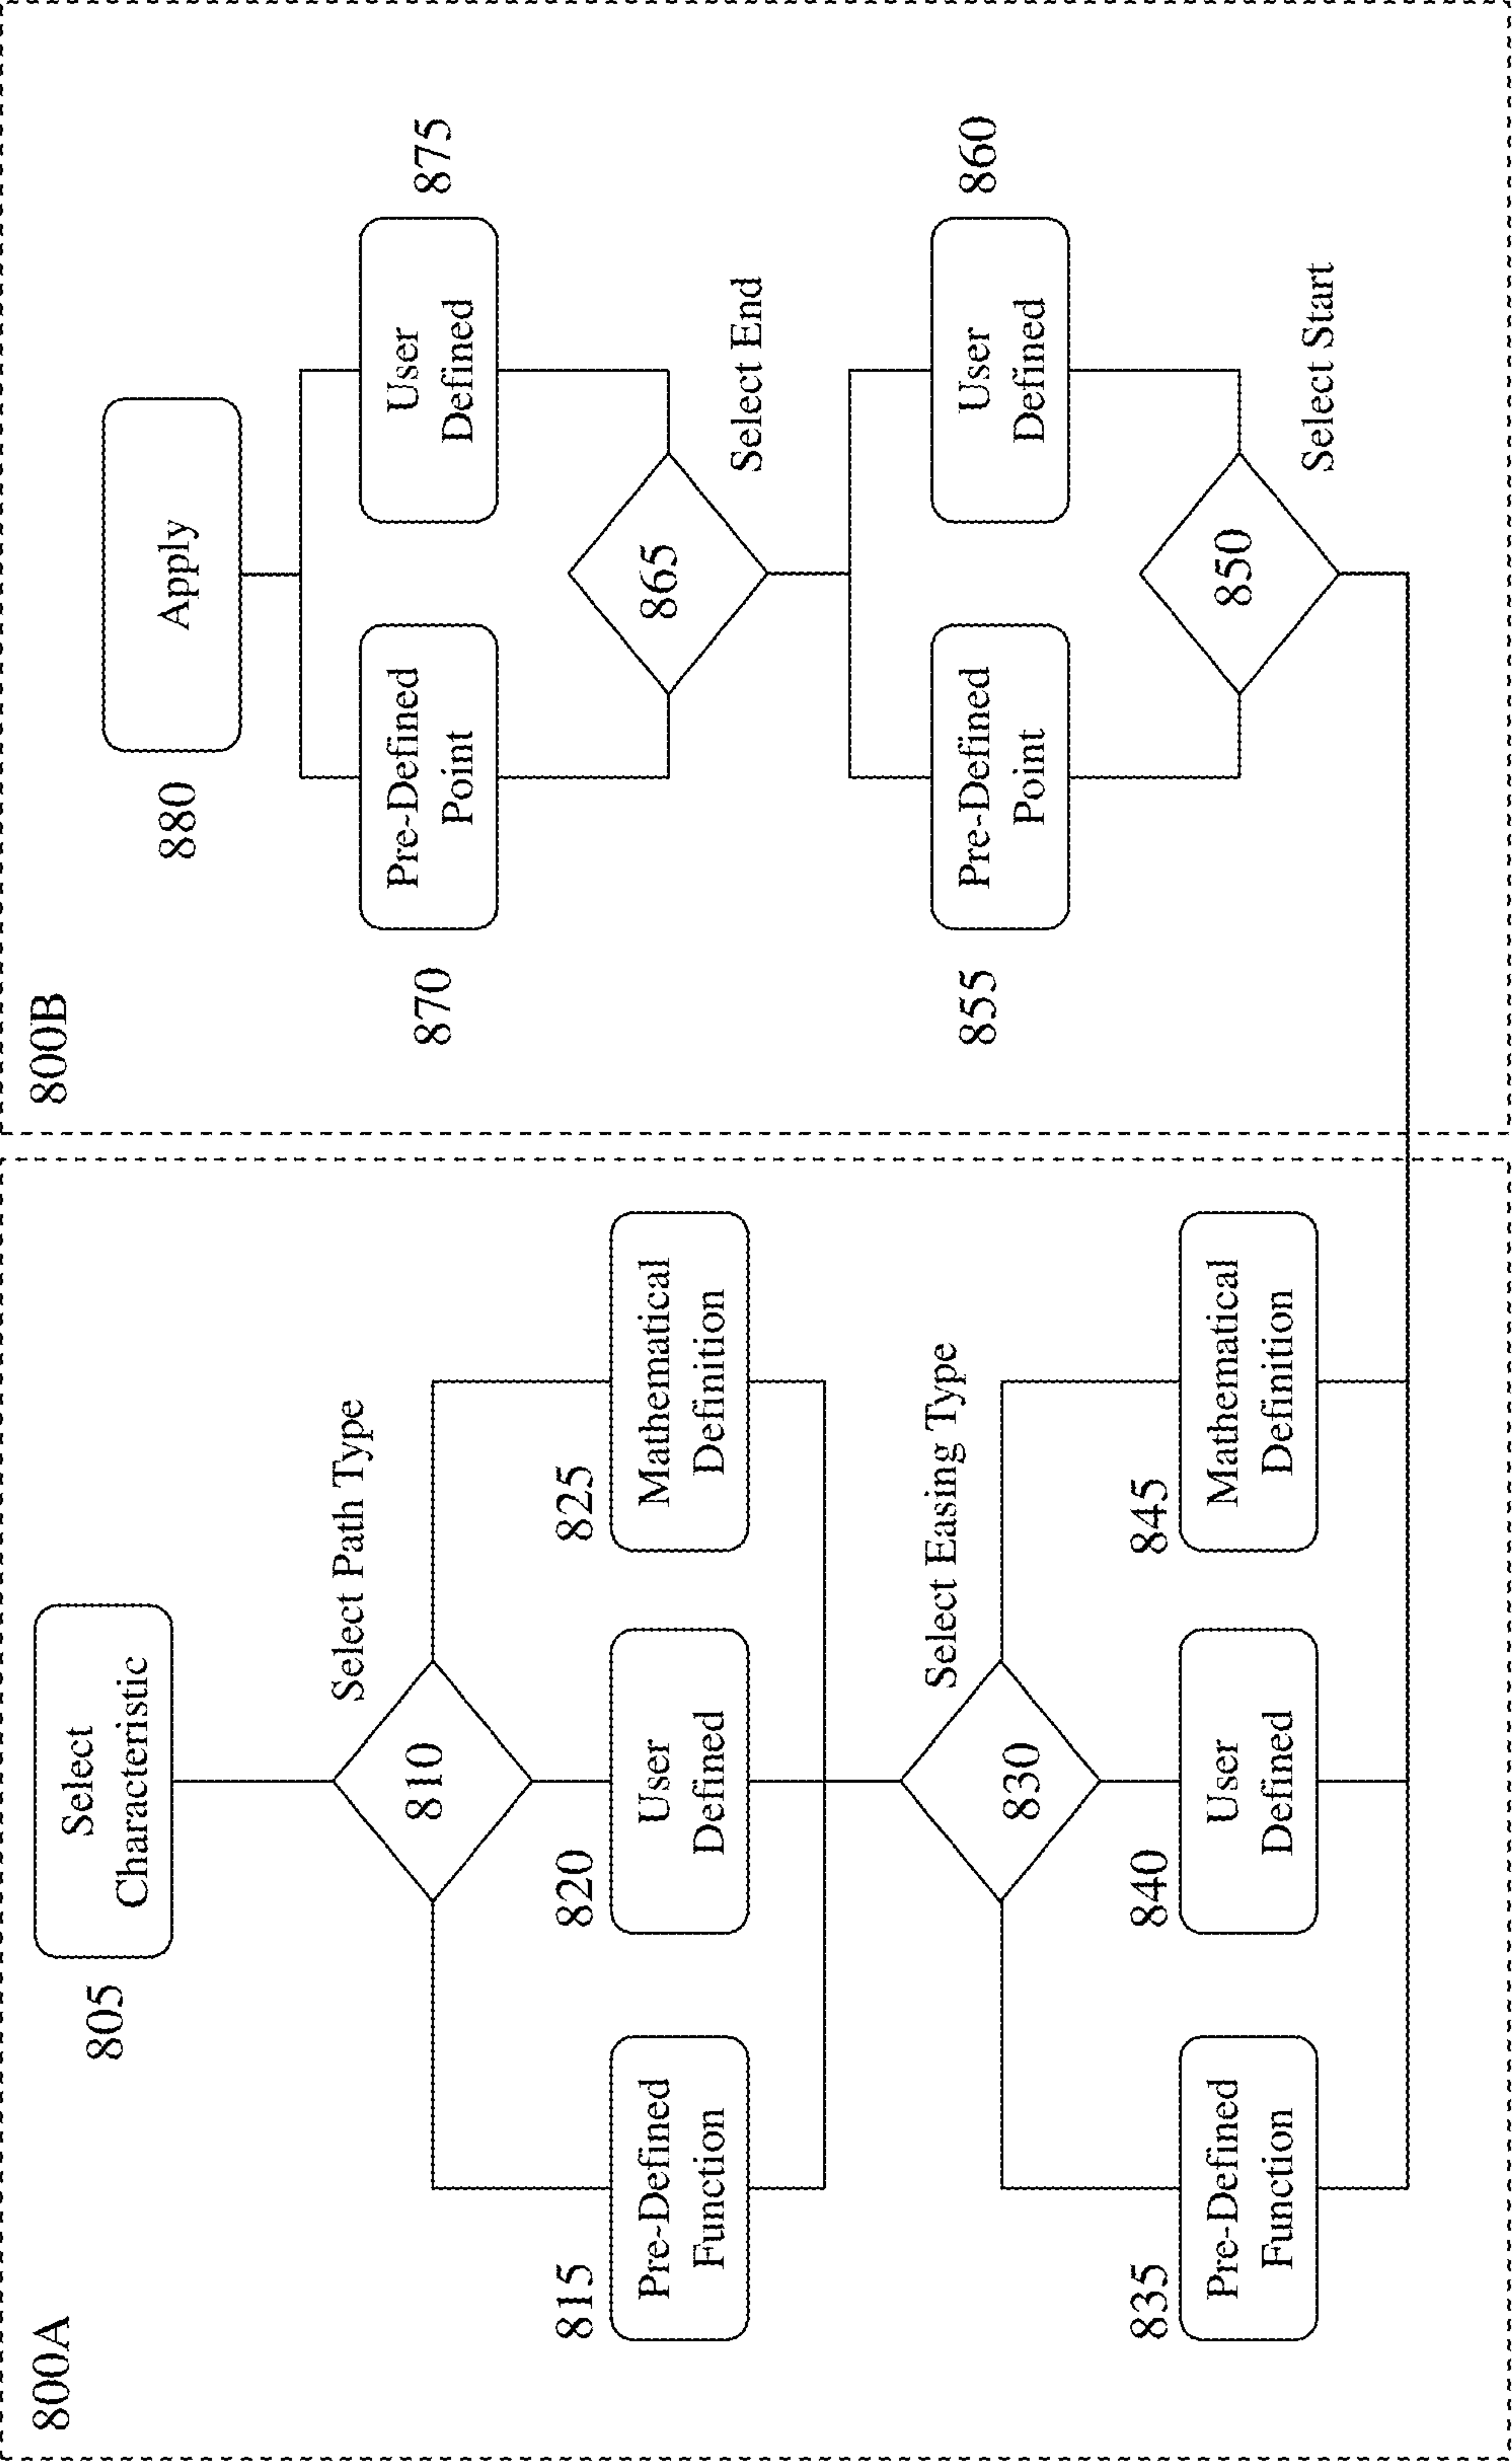 800A
805
Select
Characteristic
Select Path Type
810
815
820
825
Pre-Defined
Function
User
Defined
Mathematical
Definition
Select Easing Type
830
835
840
845
Pre-Defined
Function
User
Defined
Mathematical
Definition
800B
880
Apply
870
Pre-Defined
Point
User
Defined
875
865
Select End
855
Pre-Defined
Point
User
Defined
860
850
Select Start